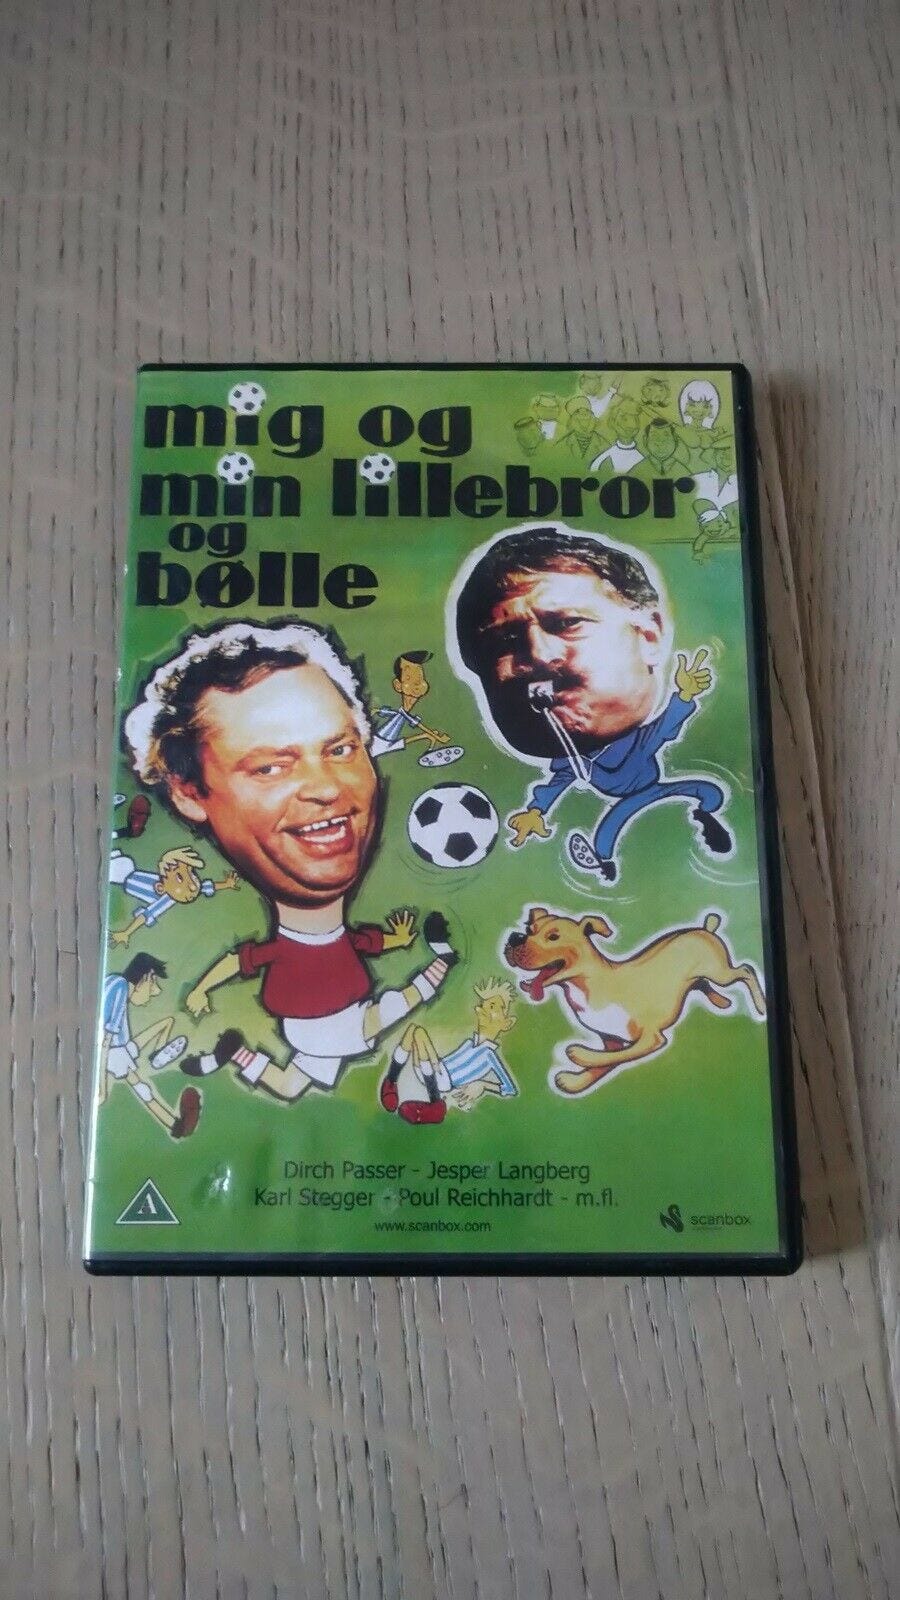 mig og
min lillebror
og
bølle
Dirch Passer - Jesper Langberg
Karl Stegger - Poul Reichhardt - m.fl.
www.scanbox.com
A
scanbox